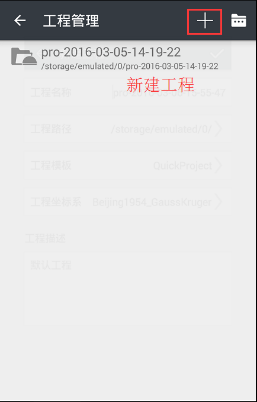 工程管理
pro-2016-03-05-14-19-22
/storage/emulated/0/pro-2016-03-05-14-19-22
新建工程
工程名称
工程路径 /storage/emulated/0/
工程模板 QuickProject
工程坐标系 Beijing1954_GaussKruger
工程描述
默认工程